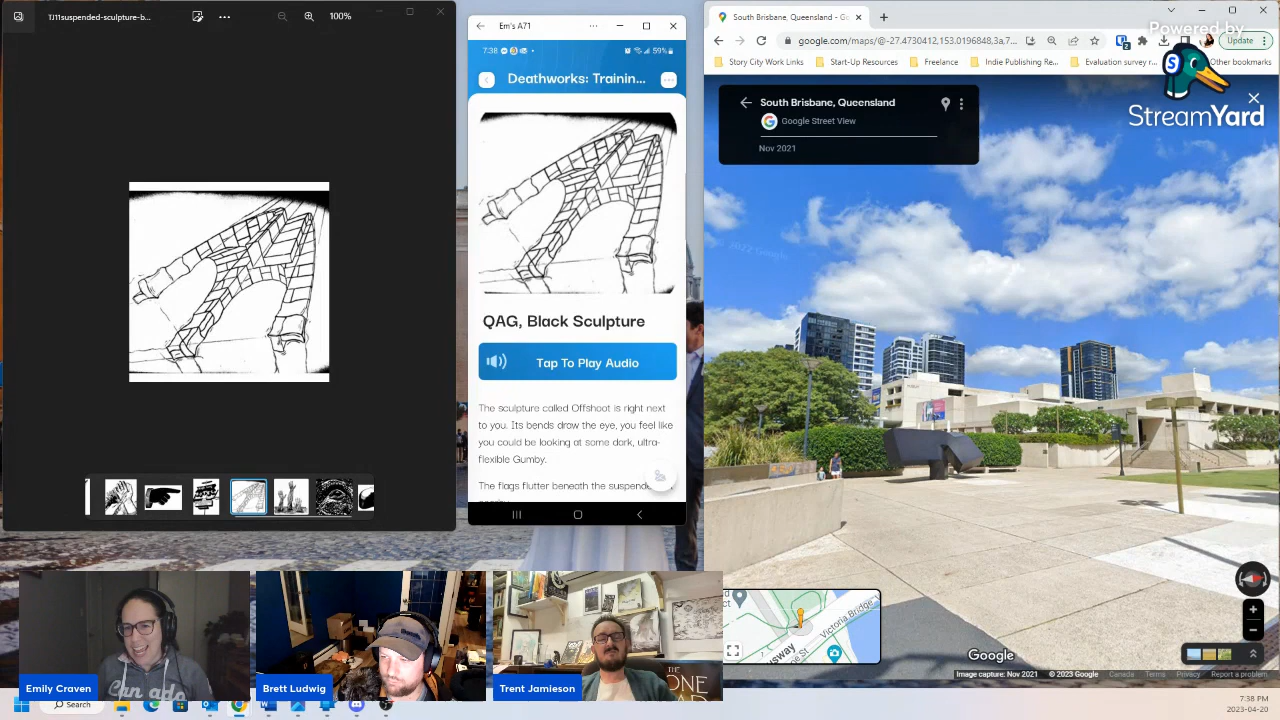 TJ11suspended-sculpture-b...
100%
Em's A71
7:38
59%
Deathworks: Trainin...
QAG, Black Sculpture
Tap To Play Audio
The sculpture called Offshoot is right next
to you. Its bends draw the eye, you feel like
you could be looking at some dark, ultra-
flexible Gumby.
The flags flutter beneath the suspende
South Brisbane, Queensland - Go
google.com/maps/@-27.4730412,153.0196848,3a,7...
Update
Story City Work Links
Start-Up Resources
Freelance
Indie Publishing Re...
Evaluation survey r...
Other bookmarks
Powered by
StreamYard
South Brisbane, Queensland
Google Street View
Nov 2021
Victoria Bridge
Google
Image capture: Nov 2021
© 2023 Google
Canada
Terms
Privacy
Report a problem
Emily Craven
Brett Ludwig
Trent Jamieson
THE
Search
7:38 PM
2023-04-20